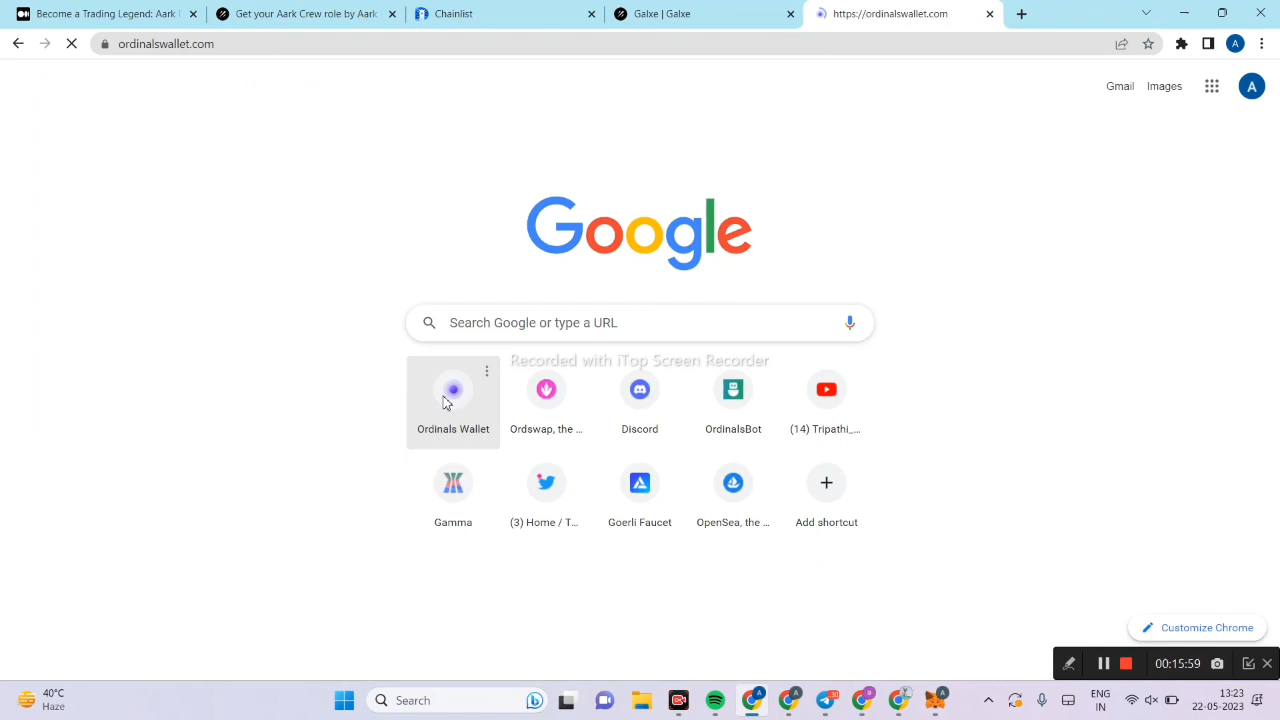 Become a Trading Legend: Aark
Get your Aark Crew role by Aark
Chainlist
Galxe | Galxe
https://ordinalswallet.com
ordinalswallet.com
A
Gmail
Images
A
Google
Search Google or type a URL
Recorded with iTop Screen Recorder
Ordinals Wallet
Ordswap, the ...
Discord
OrdinalsBot
(14) Tripathi_...
Gamma
(3) Home / T...
Goerli Faucet
OpenSea, the ...
Add shortcut
Customize Chrome
00:15:59
40°C
Haze
Search
30
ENG
IN
13:23
22-05-2023